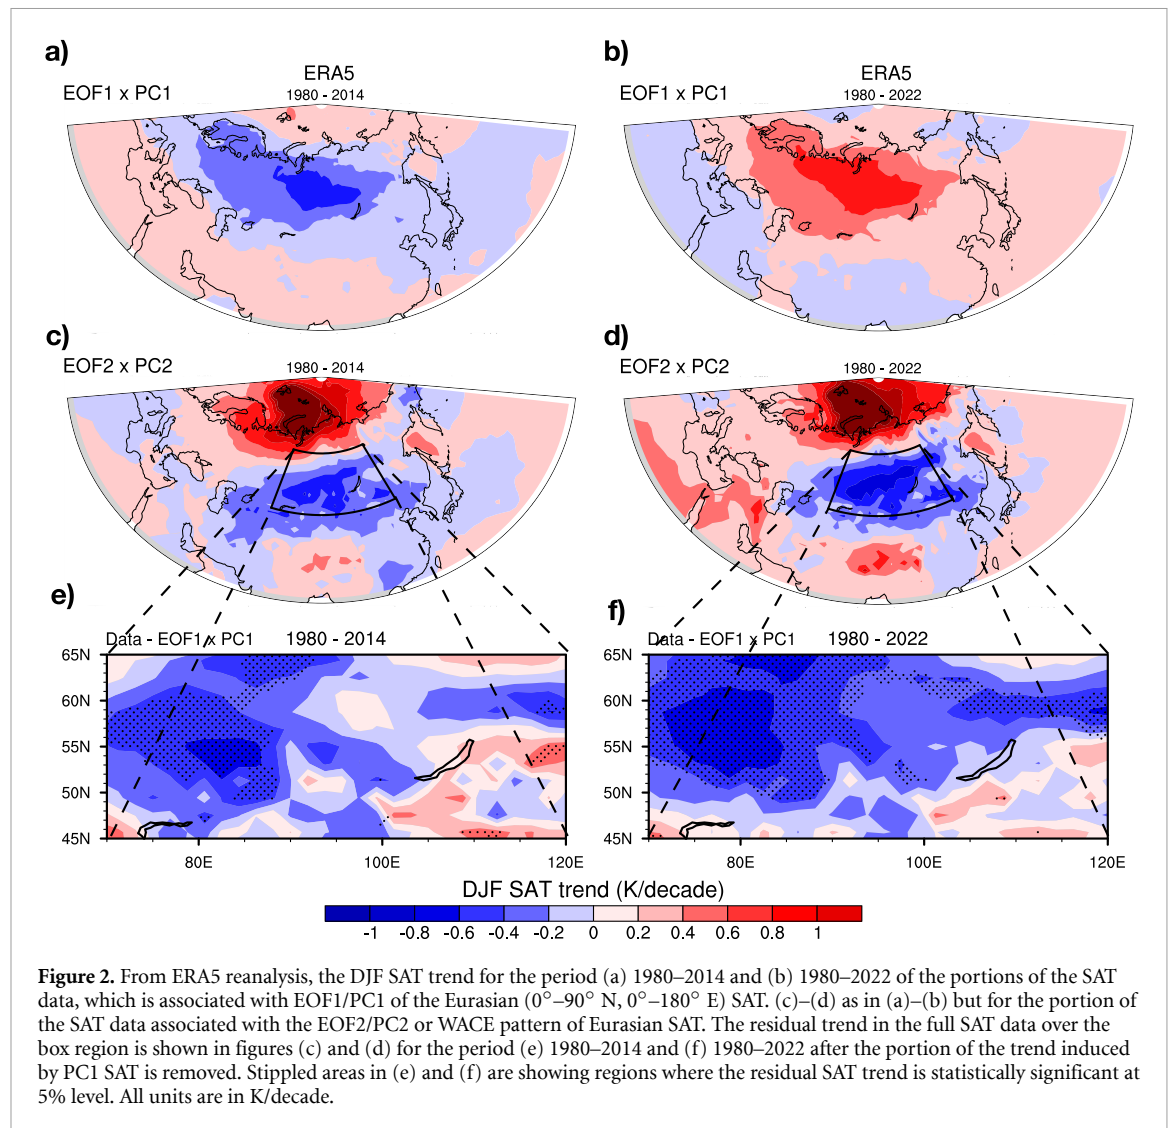 a)
ERA5
EOF1 x PC1
1980 - 2014
b)
ERA5
EOF1 x PC1
1980 - 2022
c)
EOF2 x PC2
1980 - 2014
d)
EOF2 x PC2
1980 - 2022
e)
Data - EOF1 x PC1
1980 - 2014
65N
60N
55N
50N
45N
80E
100E
120E
f)
Data - EOF1 x PC1
1980 - 2022
65N
60N
55N
50N
45N
80E
100E
120E
DJF SAT trend (K/decade)
-1 -0.8 -0.6 -0.4 -0.2 0 0.2 0.4 0.6 0.8 1
Figure 2. From ERA5 reanalysis, the DJF SAT trend for the period (a) 1980–2014 and (b) 1980–2022 of the portions of the SAT
data, which is associated with EOF1/PC1 of the Eurasian (0°–90° N, 0°–180° E) SAT. (c)–(d) as in (a)–(b) but for the portion of
the SAT data associated with the EOF2/PC2 or WACE pattern of Eurasian SAT. The residual trend in the full SAT data over the
box region is shown in figures (c) and (d) for the period (e) 1980–2014 and (f) 1980–2022 after the portion of the trend induced
by PC1 SAT is removed. Stippled areas in (e) and (f) are showing regions where the residual SAT trend is statistically significant at
5% level. All units are in K/decade.